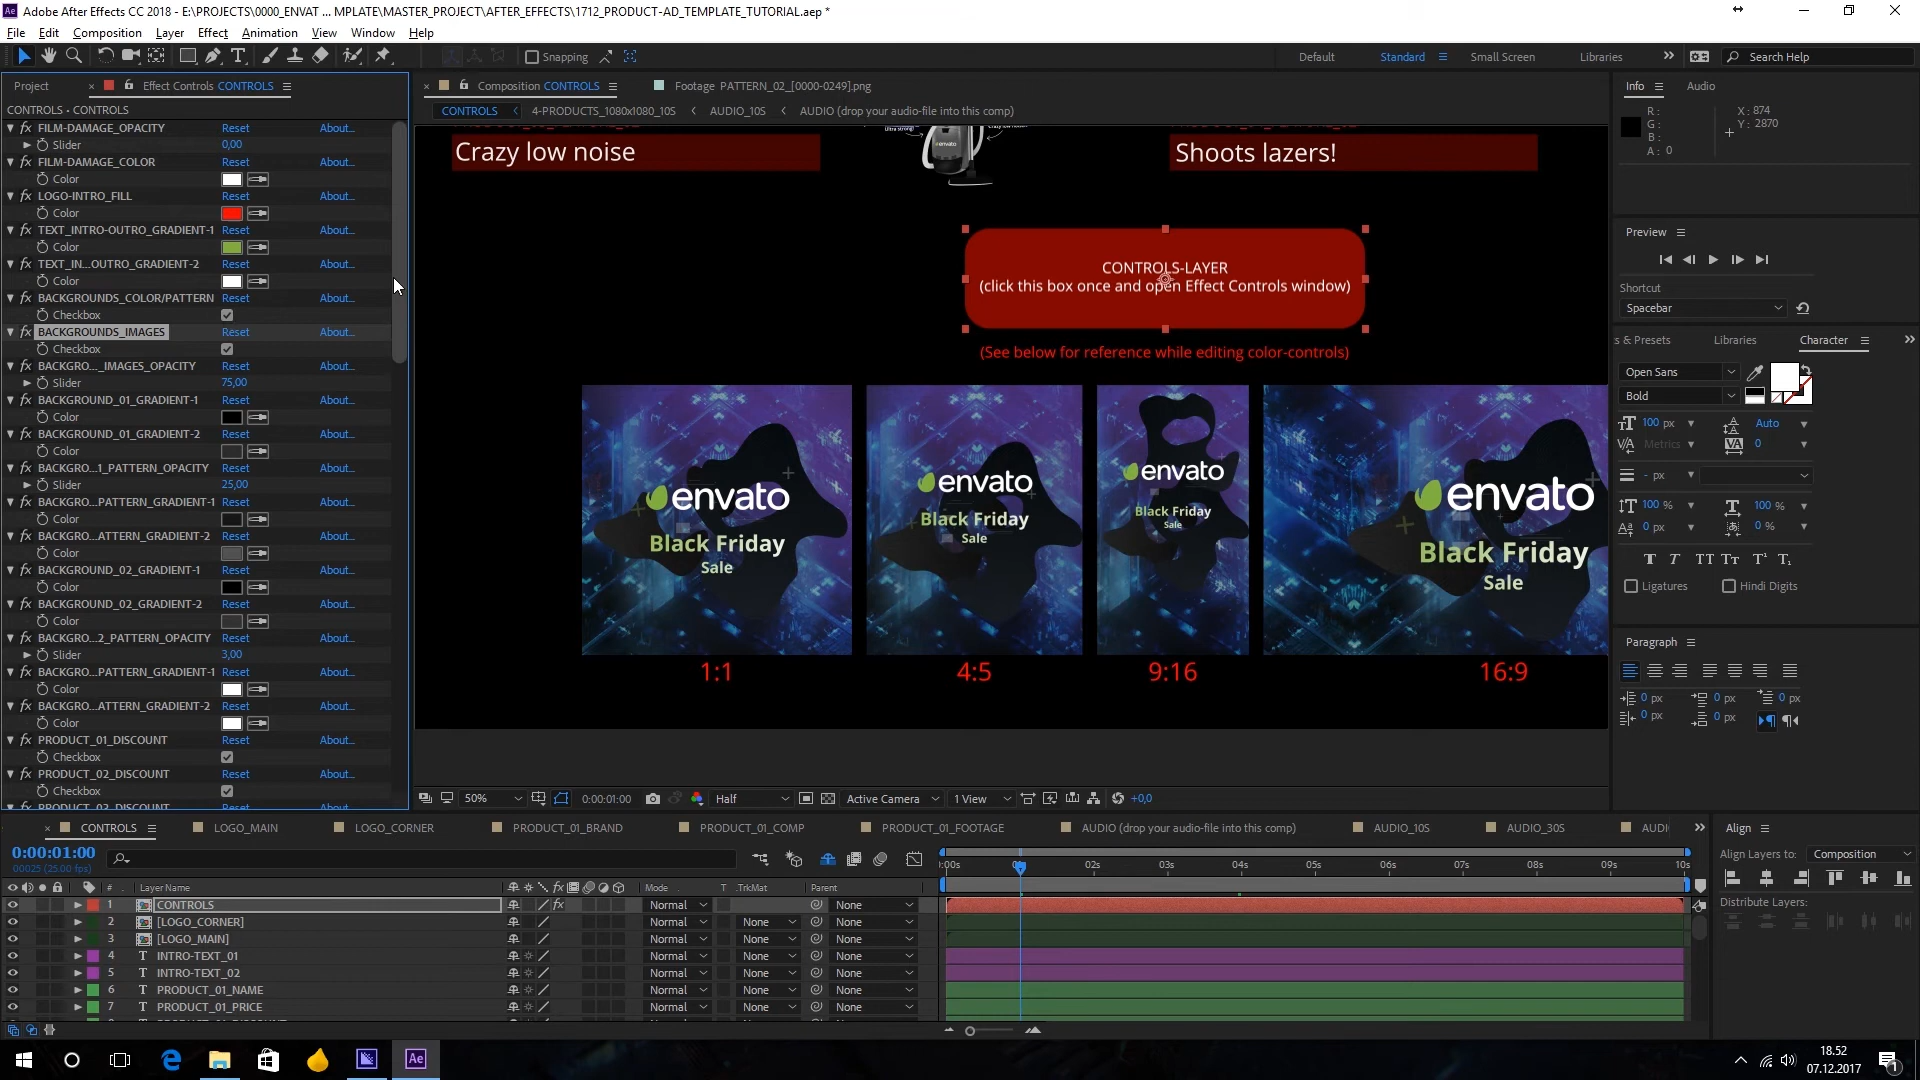 Adobe After Effects CC 2018 - E:\PROJECTS\0000_ENVAT ... MPLATE\MASTER_PROJECT\AFTER_EFFECTS\1712_PRODUCT-AD_TEMPLATE_TUTORIAL.aep *
File Edit Composition Layer Effect Animation View Window Help
Snapping
Default Standard Small Screen Libraries Search Help
Project Effect Controls CONTROLS
CONTROLS • CONTROLS
FILM-DAMAGE_OPACITY Reset About...
Slider 0,00
FILM-DAMAGE_COLOR Reset About...
Color
LOGO-INTRO_FILL Reset About...
Color
TEXT_INTRO-OUTRO_GRADIENT-1 Reset About...
Color
TEXT_IN...OUTRO_GRADIENT-2 Reset About...
Color
BACKGROUNDS_COLOR/PATTERN Reset About...
Checkbox
BACKGROUNDS_IMAGES Reset About...
Checkbox
BACKGRO..._IMAGES_OPACITY Reset About...
Slider 75,00
BACKGROUND_01_GRADIENT-1 Reset About...
Color
BACKGROUND_01_GRADIENT-2 Reset About...
Color
BACKGRO...1_PATTERN_OPACITY Reset About...
Slider 25,00
BACKGRO...PATTERN_GRADIENT-1 Reset About...
Color
BACKGRO...ATTERN_GRADIENT-2 Reset About...
Color
BACKGROUND_02_GRADIENT-1 Reset About...
Color
BACKGROUND_02_GRADIENT-2 Reset About...
Color
BACKGRO...2_PATTERN_OPACITY Reset About...
Slider 3,00
BACKGRO...PATTERN_GRADIENT-1 Reset About...
Color
BACKGRO...ATTERN_GRADIENT-2 Reset About...
Color
PRODUCT_01_DISCOUNT Reset About...
Checkbox
PRODUCT_02_DISCOUNT Reset About...
Checkbox
Composition CONTROLS Footage PATTERN_02_[0000-0249].png
CONTROLS 4-PRODUCTS_1080x1080_10S AUDIO_10S AUDIO (drop your audio-file into this comp)
Crazy low noise
envato
Shoots lazers!
CONTROLS-LAYER
(click this box once and open Effect Controls window)
(See below for reference while editing color-controls)
envato
Black Friday
Sale
envato
Black Friday
Sale
envato
Black Friday
Sale
envato
Black Friday
Sale
1:1 4:5 9:16 16:9
50% 0:00:01:00 Half Active Camera 1 View +0,0
Info Audio
R :
G :
B :
A : 0
X : 874
Y : 2870
Preview
Shortcut
Spacebar
s & Presets Libraries Character
Open Sans
Bold
100 px Auto
Metrics 0
- px
100 % 100 %
0 px 0 %
Ligatures Hindi Digits
Paragraph
0 px 0 px 0 px
0 px 0 px
CONTROLS LOGO_MAIN LOGO_CORNER PRODUCT_01_BRAND PRODUCT_01_COMP PRODUCT_01_FOOTAGE AUDIO (drop your audio-file into this comp) AUDIO_10S AUDIO_30S AUDI
0:00:01:00
00025 (25.00 fps)
:00s 02s 03s 04s 05s 06s 07s 08s 09s 10s
# Layer Name Mode T .TrkMat Parent
1 CONTROLS Normal None
2 [LOGO_CORNER] Normal None None
3 [LOGO_MAIN] Normal None None
4 INTRO-TEXT_01 Normal None None
5 INTRO-TEXT_02 Normal None None
6 PRODUCT_01_NAME Normal None None
7 PRODUCT_01_PRICE Normal None None
Align
Align Layers to: Composition
Distribute Layers:
Ae
18.52
07.12.2017
1